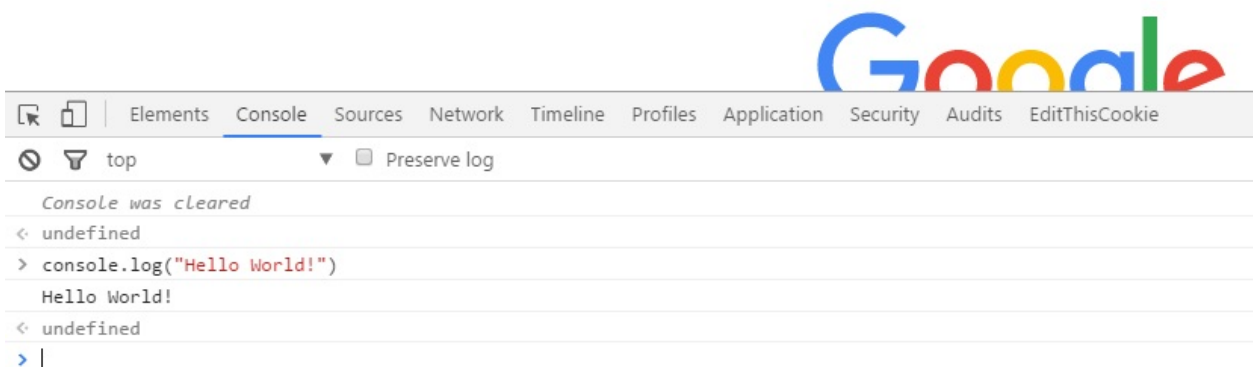 Google
Elements Console Sources Network Timeline Profiles Application Security Audits EditThisCookie
top ▼ Preserve log
Console was cleared
undefined
> console.log("Hello World!")
Hello World!
undefined
>